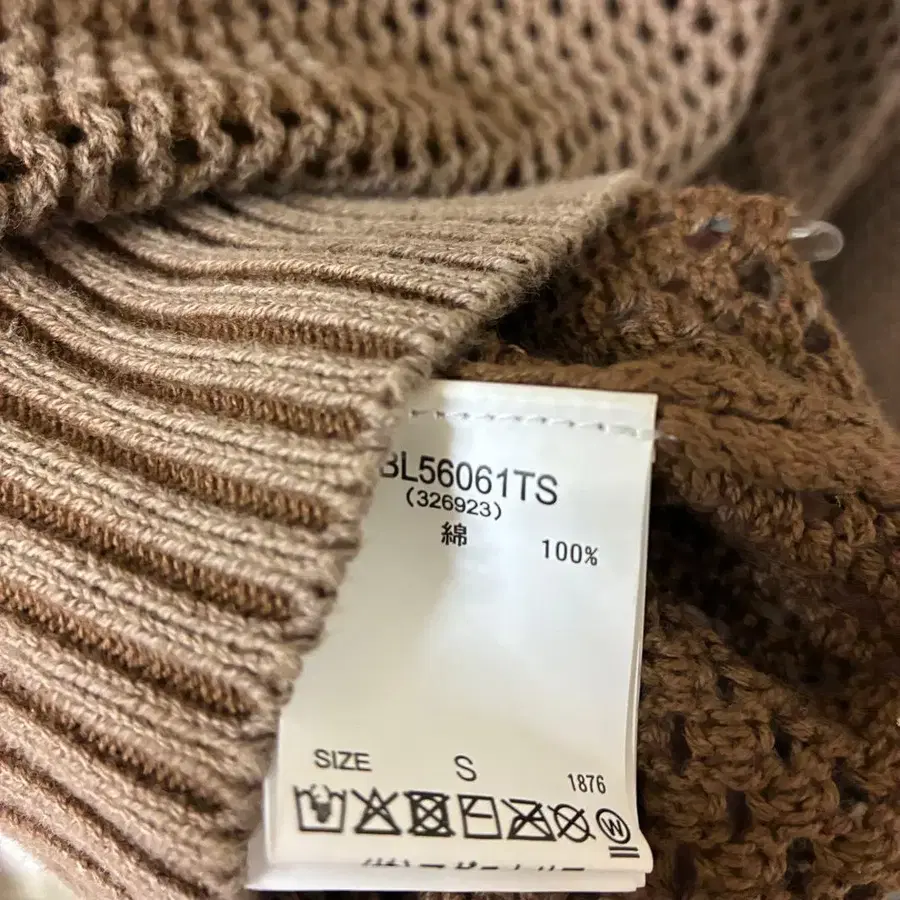 BL56061TS
(326923)
綿 100%
SIZE S 1876
W